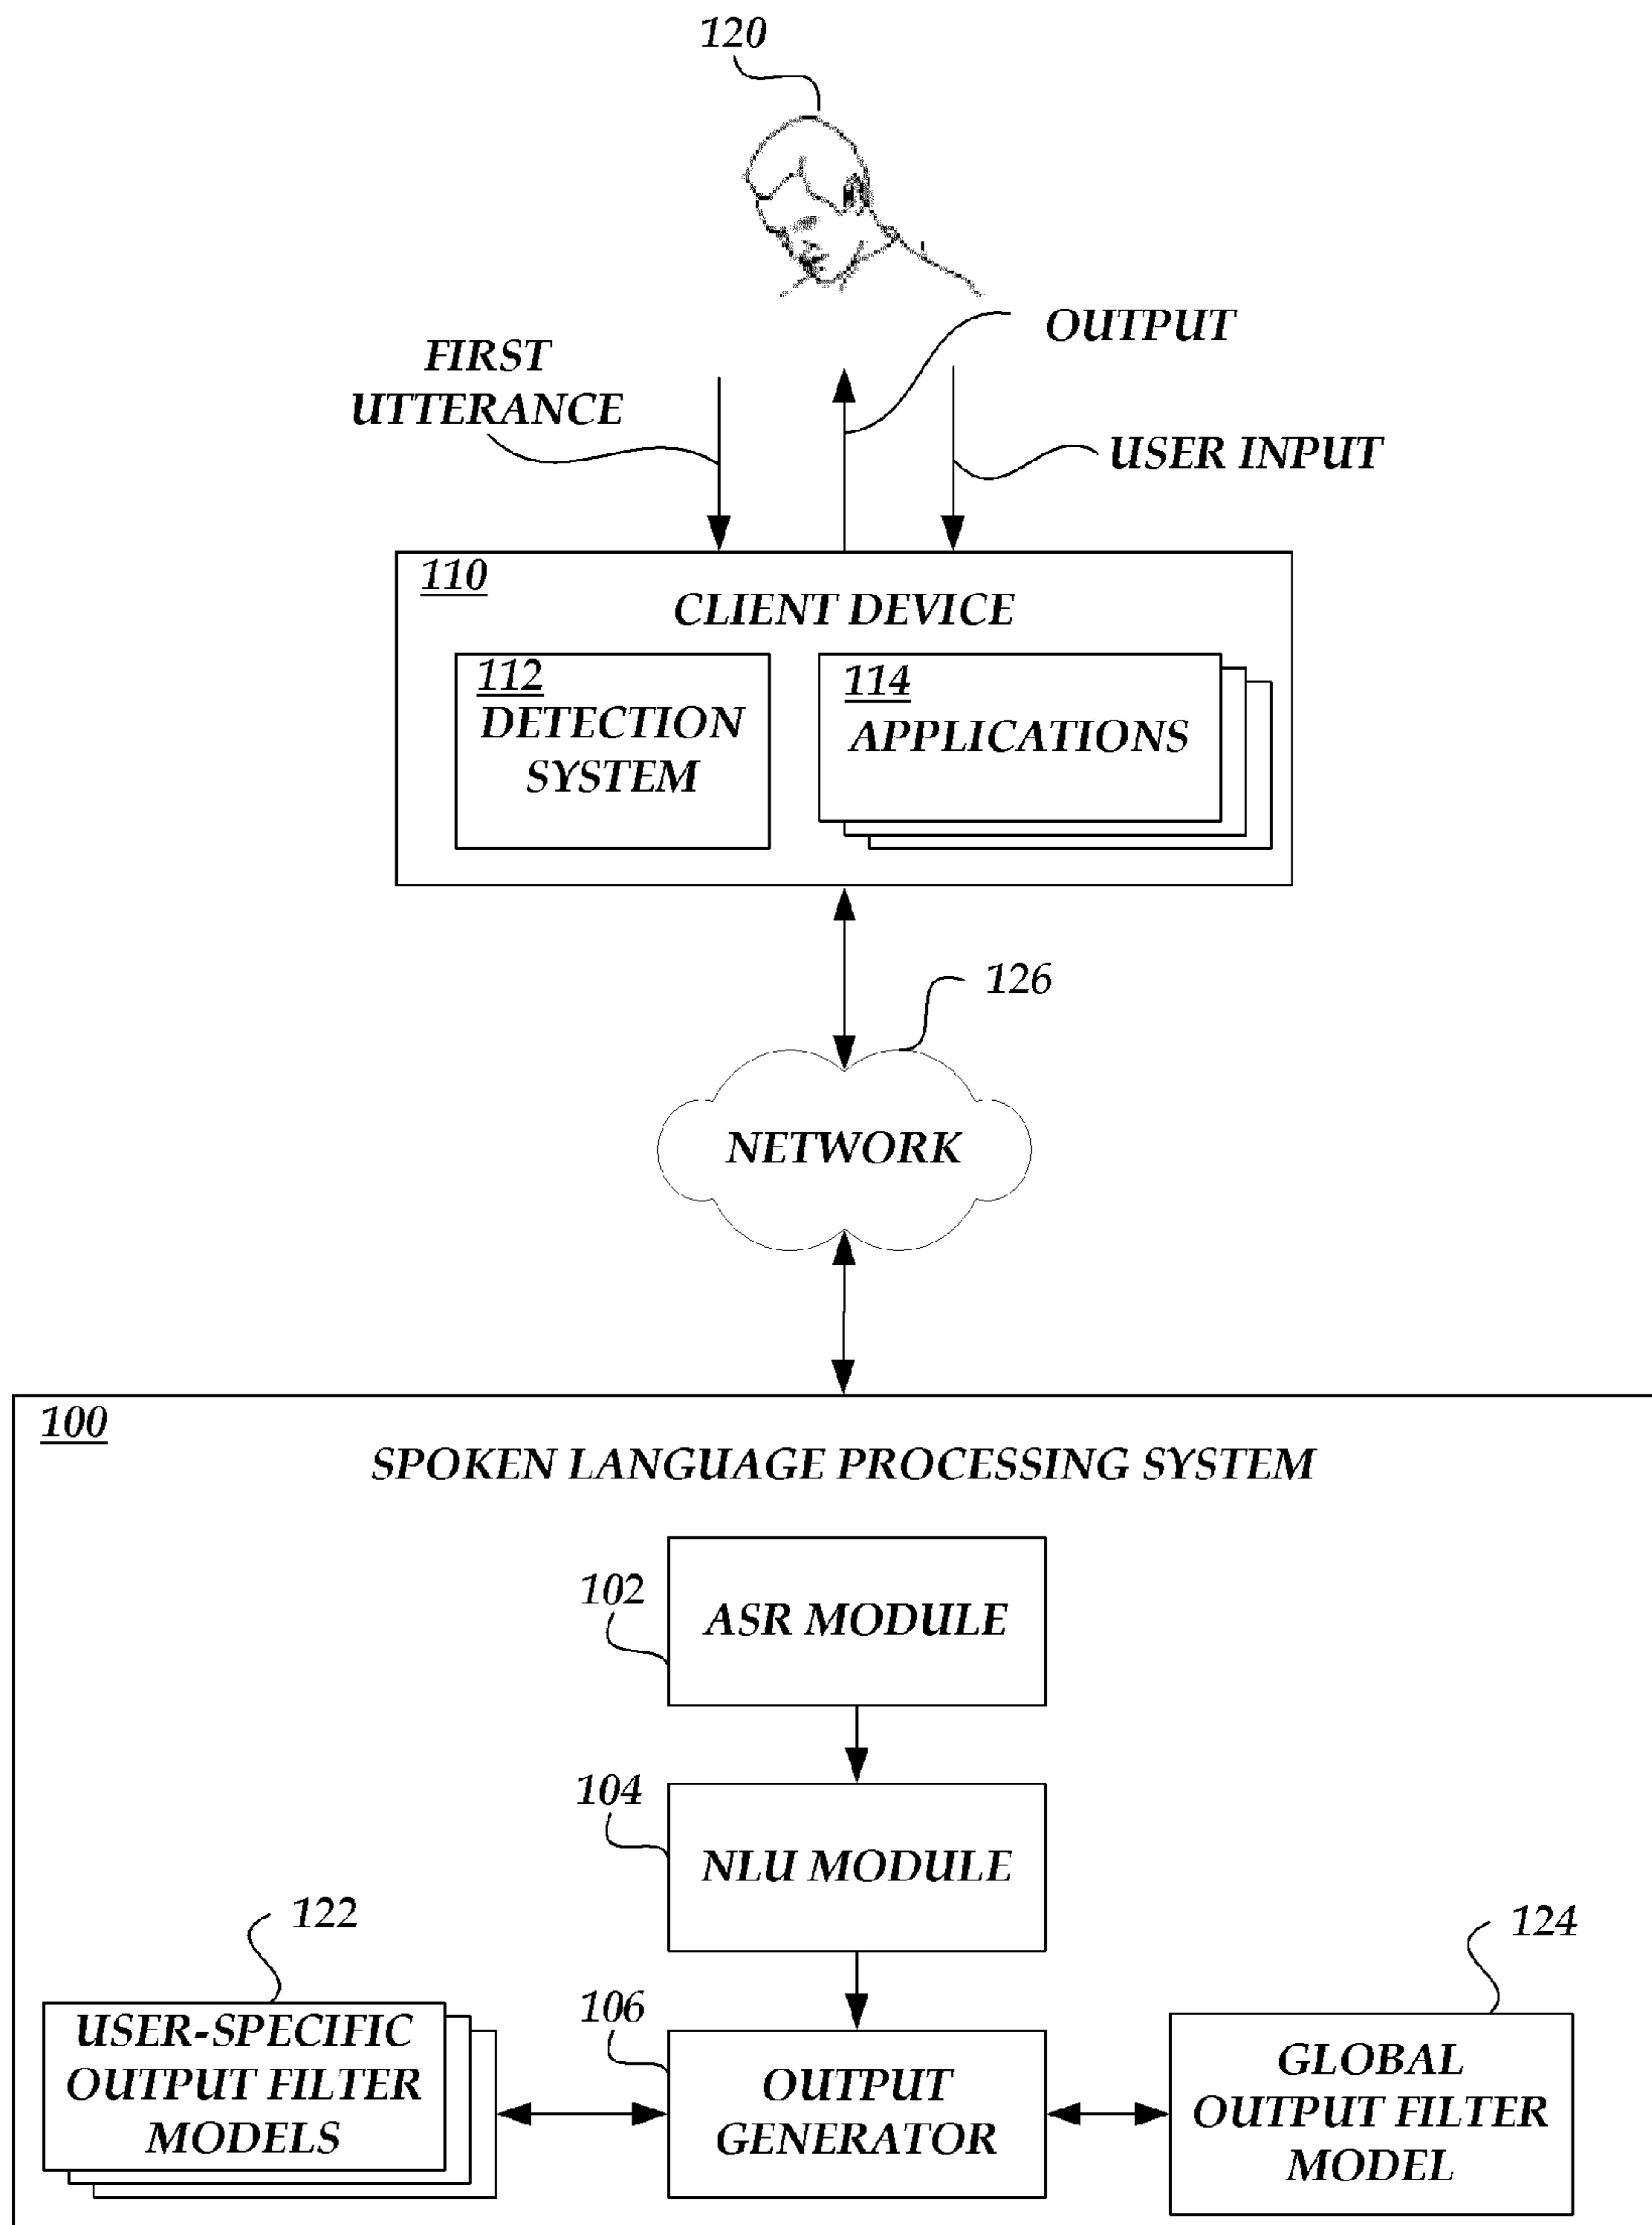 120
OUTPUT
FIRST
UTTERANCE
USER INPUT
110
CLIENT DEVICE
112
DETECTION
SYSTEM
114
APPLICATIONS
126
NETWORK
100
SPOKEN LANGUAGE PROCESSING SYSTEM
102
ASR MODULE
104
NLU MODULE
122
124
106
USER-SPECIFIC
OUTPUT FILTER
MODELS
OUTPUT
GENERATOR
GLOBAL
OUTPUT FILTER
MODEL